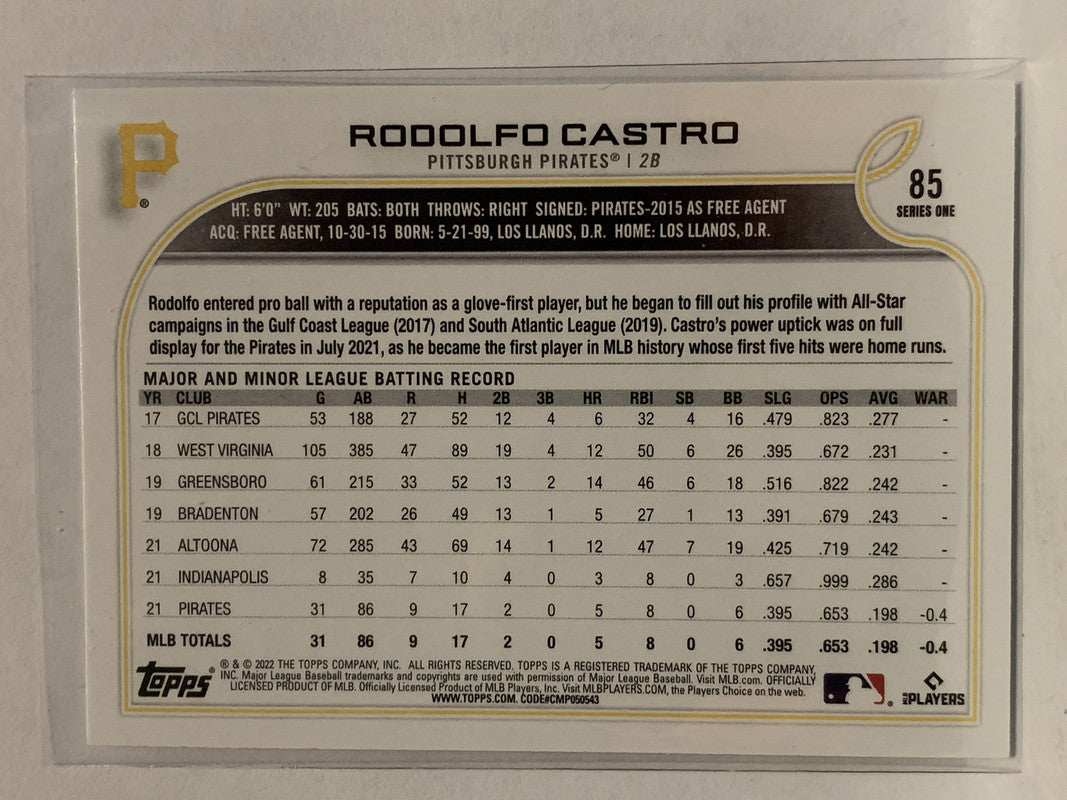 P®
RODOLFO CASTRO
PITTSBURGH PIRATES® | 2B
85
SERIES ONE
HT: 6'0" WT: 205 BATS: BOTH THROWS: RIGHT SIGNED: PIRATES-2015 AS FREE AGENT
ACQ: FREE AGENT, 10-30-15 BORN: 5-21-99, LOS LLANOS, D.R. HOME: LOS LLANOS, D.R.
Rodolfo entered pro ball with a reputation as a glove-first player, but he began to fill out his profile with All-Star
campaigns in the Gulf Coast League (2017) and South Atlantic League (2019). Castro's power uptick was on full
display for the Pirates in July 2021, as he became the first player in MLB history whose first five hits were home runs.
MAJOR AND MINOR LEAGUE BATTING RECORD
YR CLUB G AB R H 2B 3B HR RBI SB BB SLG OPS AVG WAR
17 GCL PIRATES 53 188 27 52 12 4 6 32 4 16 .479 .823 .277 -
18 WEST VIRGINIA 105 385 47 89 19 4 12 50 6 26 .395 .672 .231 -
19 GREENSBORO 61 215 33 52 13 2 14 46 6 18 .516 .822 .242 -
19 BRADENTON 57 202 26 49 13 1 5 27 1 13 .391 .679 .243 -
21 ALTOONA 72 285 43 69 14 1 12 47 7 19 .425 .719 .242 -
21 INDIANAPOLIS 8 35 7 10 4 0 3 8 0 3 .657 .999 .286 -
21 PIRATES 31 86 9 17 2 0 5 8 0 6 .395 .653 .198 -0.4
MLB TOTALS 31 86 9 17 2 0 5 8 0 6 .395 .653 .198 -0.4
topps®
® & © 2022 THE TOPPS COMPANY, INC. ALL RIGHTS RESERVED. TOPPS IS A REGISTERED TRADEMARK OF THE TOPPS COMPANY,
INC. Major League Baseball trademarks and copyrights are used with permission of Major League Baseball. Visit MLB.com. OFFICIALLY
LICENSED PRODUCT OF MLB. Officially Licensed Product of MLB Players, Inc. Visit MLBPLAYERS.COM, the Players Choice on the web.
WWW.TOPPS.COM. CODE#CMP050543
MLB PLAYERS